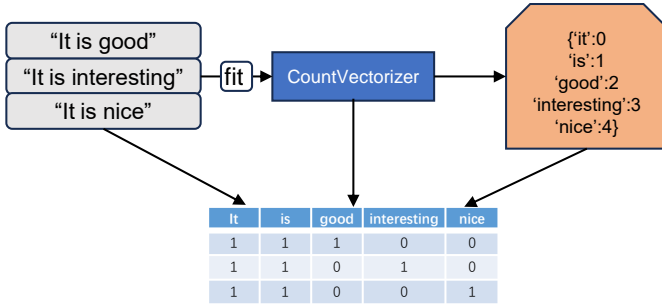 “It is good”
“It is interesting”
“It is nice”
fit
CountVectorizer
{‘it’:0
‘is’:1
‘good’:2
‘interesting’:3
‘nice’:4}
It is good interesting nice
1 1 1 0 0
1 1 0 1 0
1 1 0 0 1